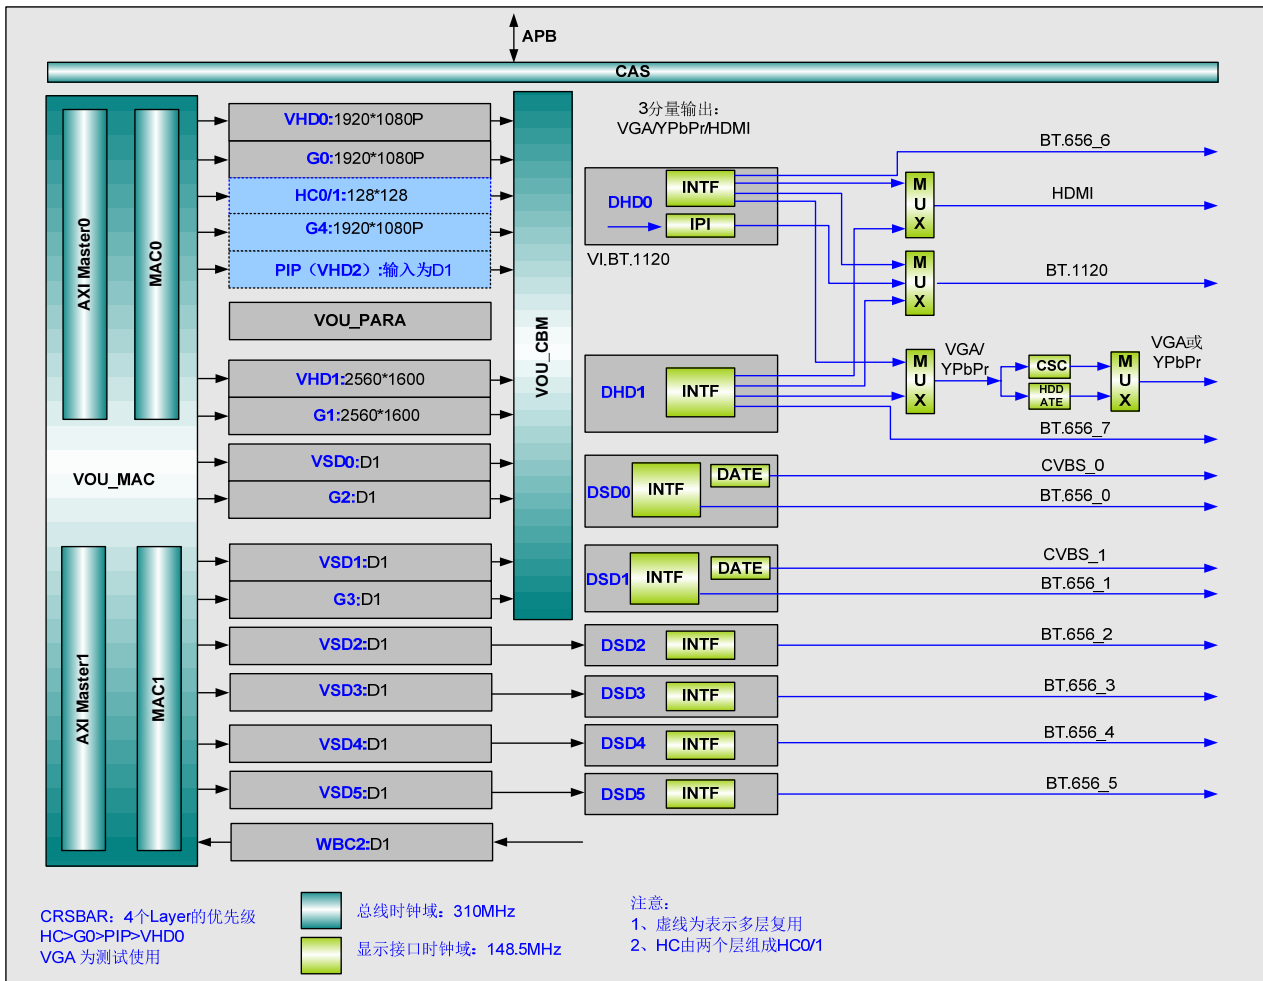 APB
CAS
AXI Master0
MAC0
VOU_MAC
AXI Master1
MAC1
VHD0:1920*1080P
G0:1920*1080P
HC0/1:128*128
G4:1920*1080P
PIP（VHD2）:输入为D1
VOU_PARA
VHD1:2560*1600
G1:2560*1600
VSD0:D1
G2:D1
VSD1:D1
G3:D1
VSD2:D1
VSD3:D1
VSD4:D1
VSD5:D1
WBC2:D1
VOU_CBM
3分量输出：
VGA/YPbPr/HDMI
DHD0
INTF
IPI
VI.BT.1120
DHD1
INTF
DSD0
INTF
DATE
DSD1
INTF
DATE
DSD2
INTF
DSD3
INTF
DSD4
INTF
DSD5
INTF
BT.656_6
MUX
HDMI
MUX
BT.1120
MUX
VGA/
YPbPr
CSC
HDD
ATE
MUX
VGA或
YPbPr
BT.656_7
CVBS_0
BT.656_0
CVBS_1
BT.656_1
BT.656_2
BT.656_3
BT.656_4
BT.656_5
CRSBAR：4个Layer的优先级
HC>G0>PIP>VHD0
VGA 为测试使用
总线时钟域：310MHz
显示接口时钟域：148.5MHz
注意：
1、虚线为表示多层复用
2、HC由两个层组成HC0/1